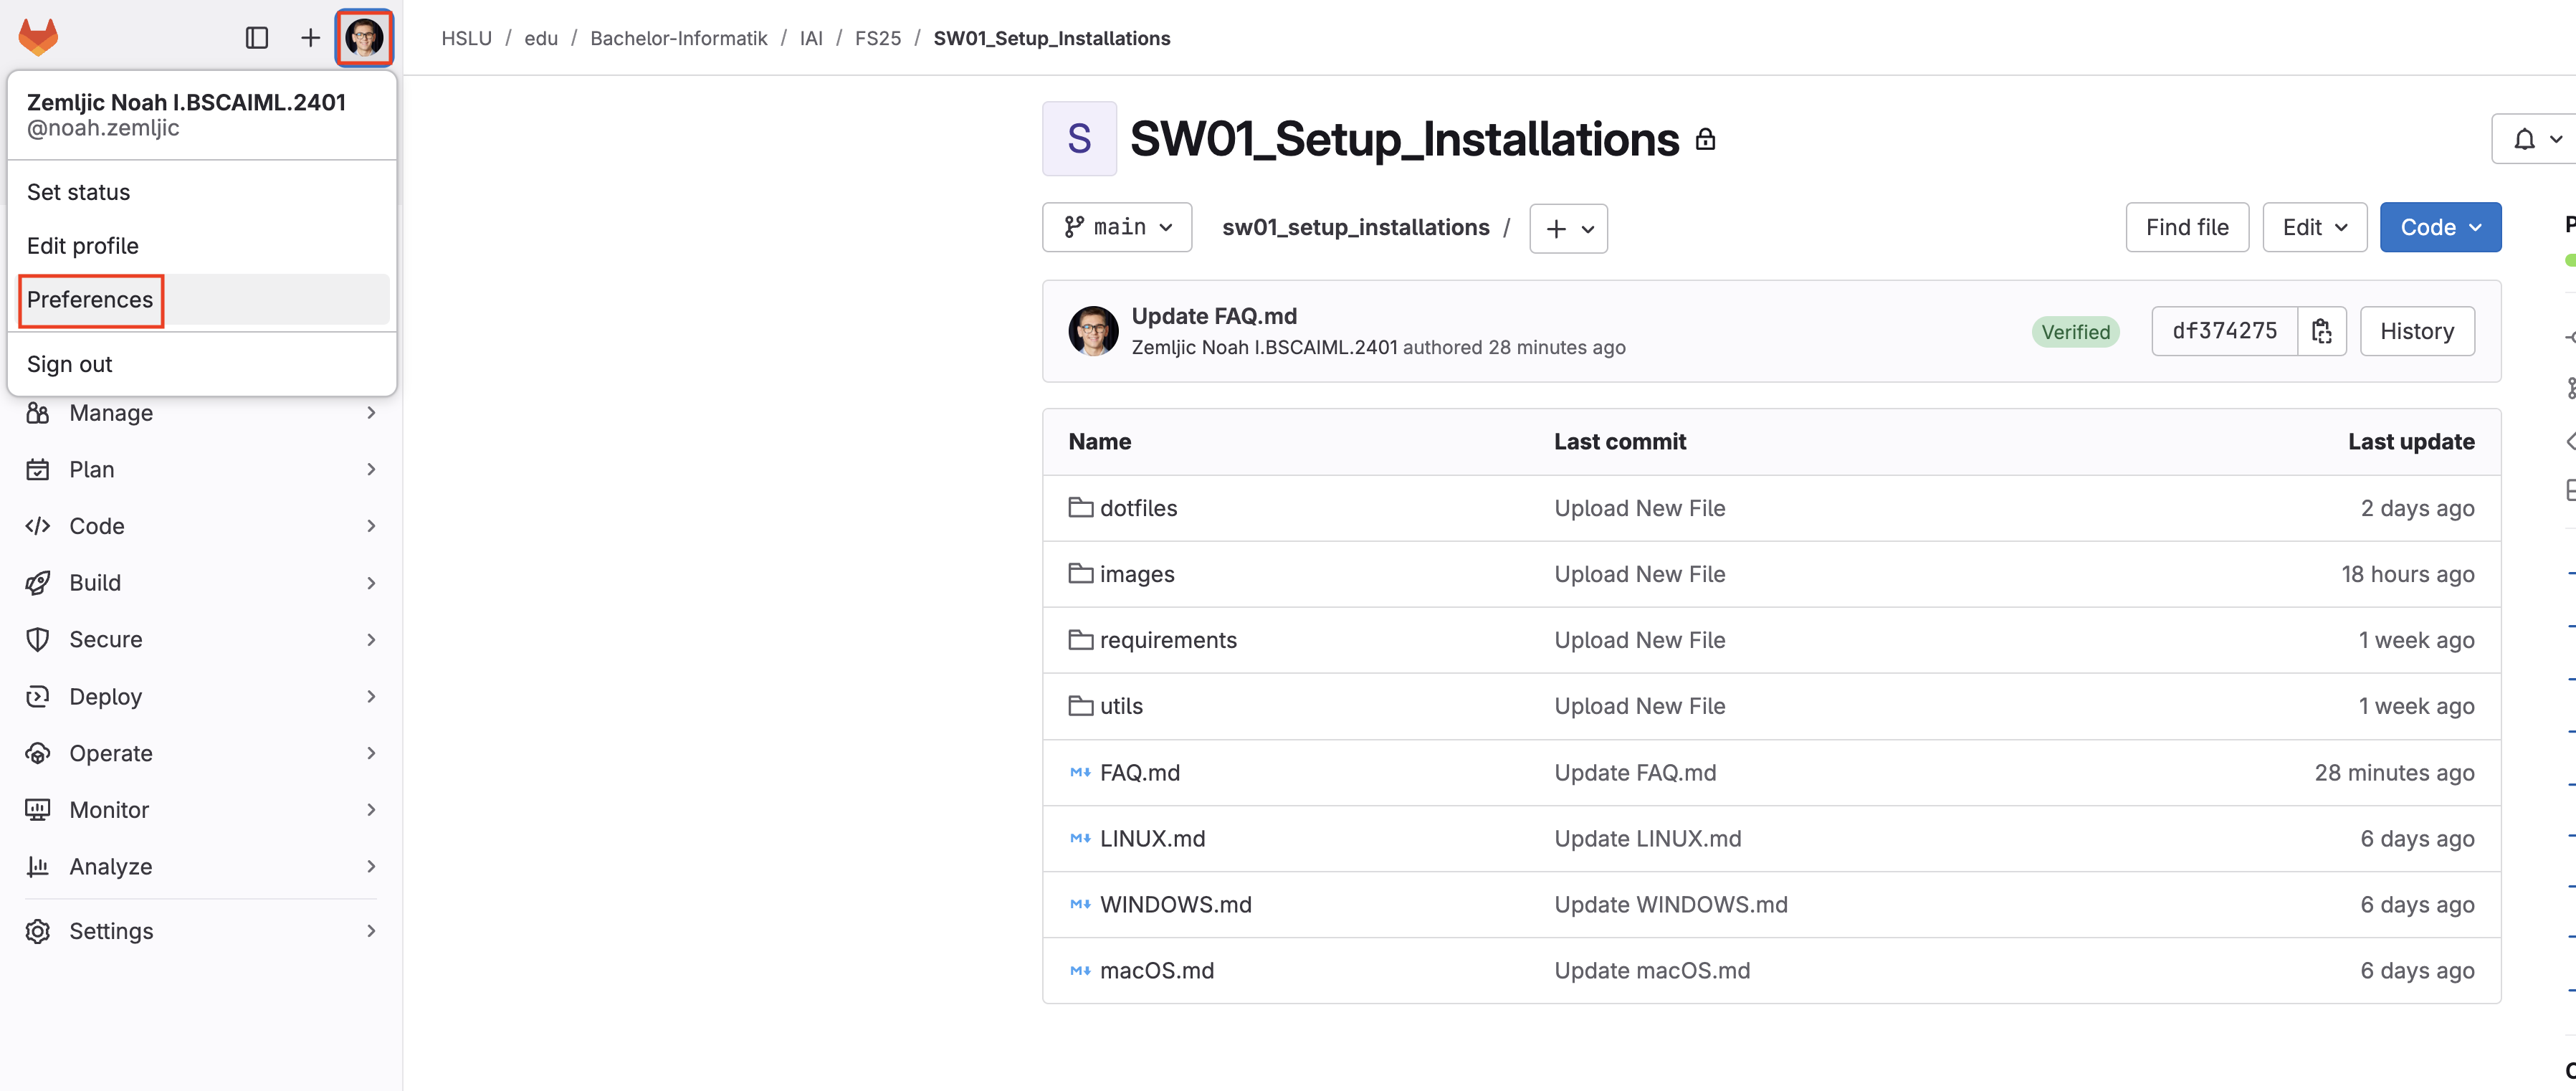 HSLU / edu / Bachelor-Informatik / IAI / FS25 / SW01_Setup_Installations
Zemljic Noah I.BSCAIML.2401
@noah.zemljic
Set status
Edit profile
Preferences
Sign out
Manage
Plan
Code
Build
Secure
Deploy
Operate
Monitor
Analyze
Settings
S SW01_Setup_Installations
main sw01_setup_installations / Find file Edit Code
Update FAQ.md
Zemljic Noah I.BSCAIML.2401 authored 28 minutes ago
Verified df374275 History
Name Last commit Last update
dotfiles Upload New File 2 days ago
images Upload New File 18 hours ago
requirements Upload New File 1 week ago
utils Upload New File 1 week ago
FAQ.md Update FAQ.md 28 minutes ago
LINUX.md Update LINUX.md 6 days ago
WINDOWS.md Update WINDOWS.md 6 days ago
macOS.md Update macOS.md 6 days ago